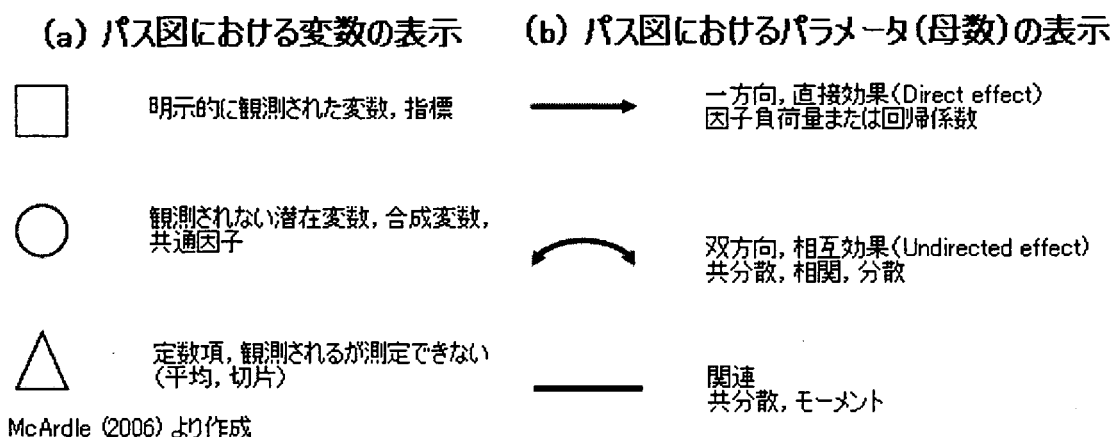 (a) パス図における変数の表示
明示的に観測された変数, 指標
観測されない潜在変数, 合成変数,
共通因子
定数項, 観測されるが測定できない
(平均, 切片)
McArdle (2006) より作成
(b) パス図におけるパラメータ(母数)の表示
一方向, 直接効果(Direct effect)
因子負荷量または回帰係数
双方向, 相互効果(Undirected effect)
共分散, 相関, 分散
関連
共分散, モーメント